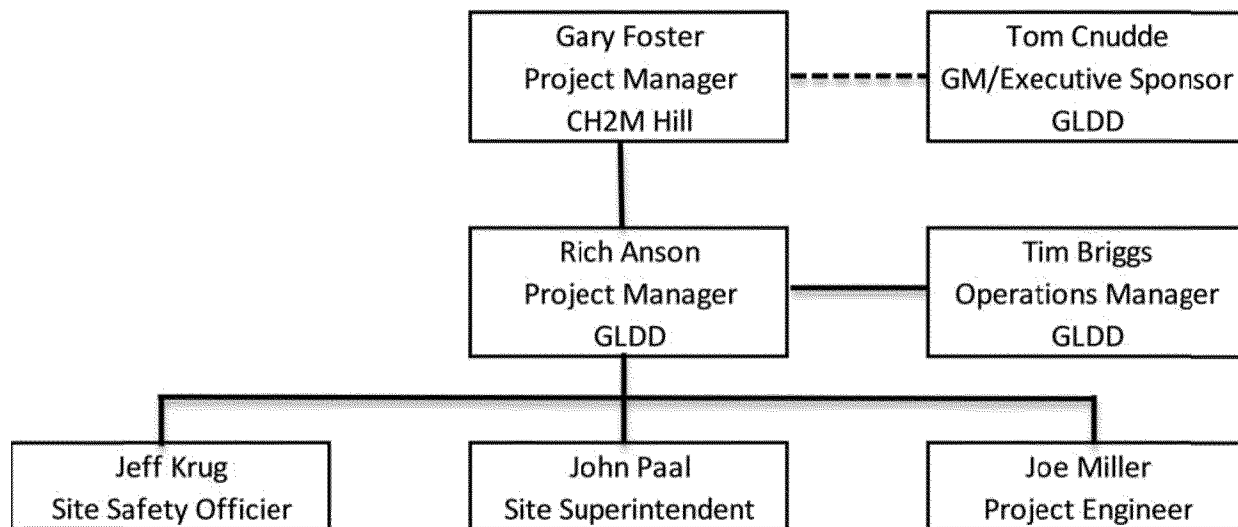 Gary Foster
Project Manager
CH2M Hill
Tom Cnudde
GM/Executive Sponsor
GLDD
Rich Anson
Project Manager
GLDD
Tim Briggs
Operations Manager
GLDD
Jeff Krug
Site Safety Officier
John Paal
Site Superintendent
Joe Miller
Project Engineer